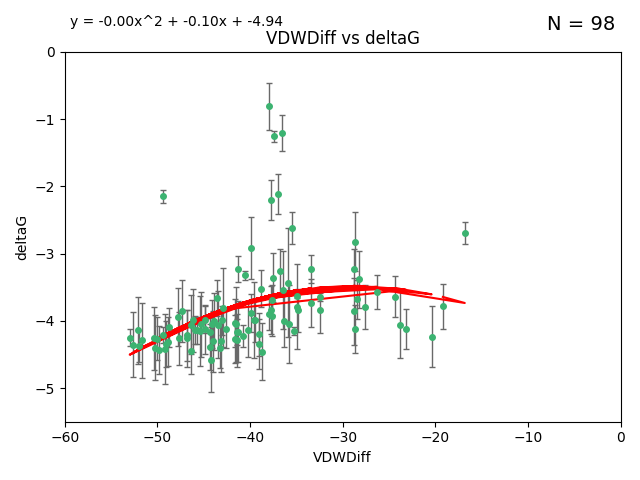 y = -0.00x^2 + -0.10x + -4.94
N = 98
VDWDiff vs deltaG
deltaG
0
−1
−2
−3
−4
−5
−60
−50
−40
−30
−20
−10
0
VDWDiff